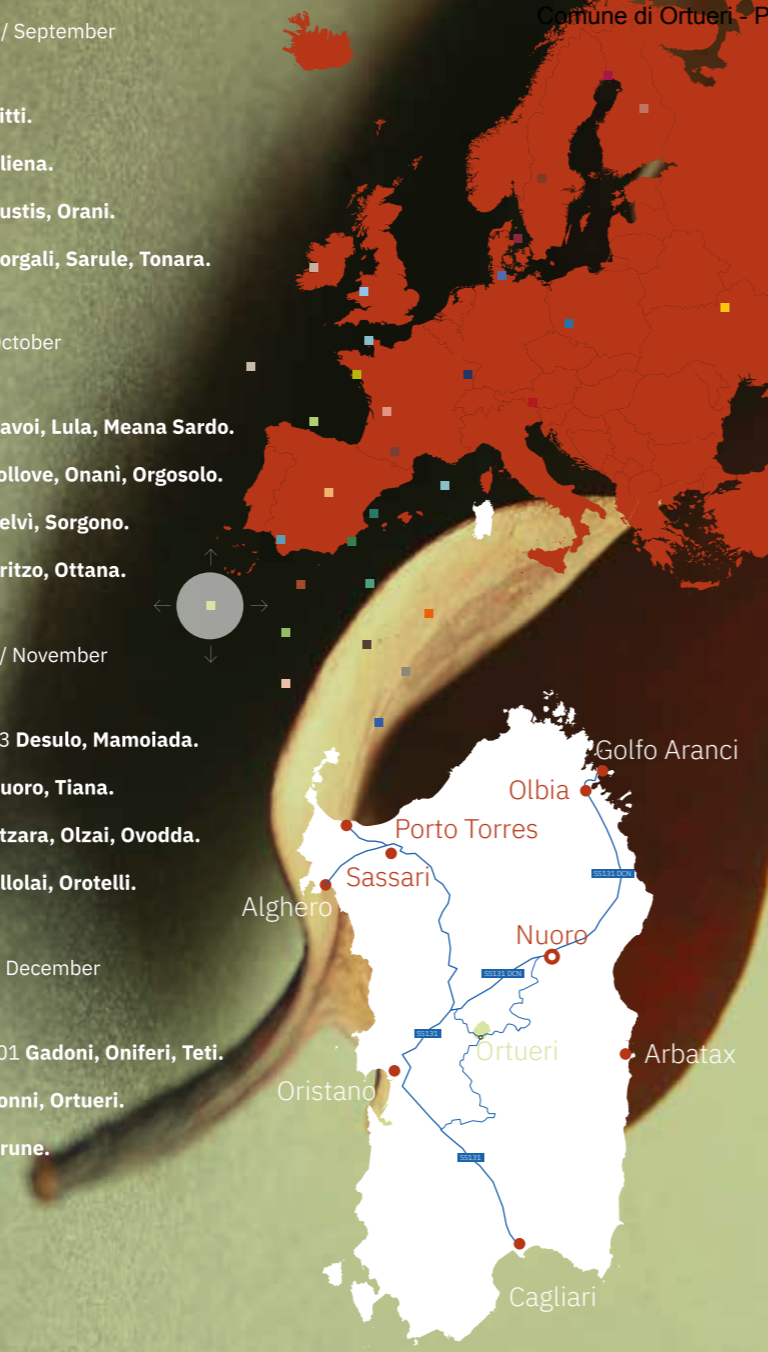 Comune di Ortueri - P
/ September
itti.
liena.
ustis, Orani.
orgali, Sarule, Tonara.
ctober
avoi, Lula, Meana Sardo.
ollove, Onanì, Orgosolo.
elvì, Sorgono.
ritzo, Ottana.
/ November
3 Desulo, Mamoiada.
uoro, Tiana.
tzara, Olzai, Ovodda.
llolai, Orotelli.
December
01 Gadoni, Oniferi, Teti.
onni, Ortueri.
rune.
Golfo Aranci
Olbia
Porto Torres
SS131 DCN
Sassari
Alghero
Nuoro
SS131 DCN
SS131
Ortueri
Arbatax
Oristano
SS131
Cagliari